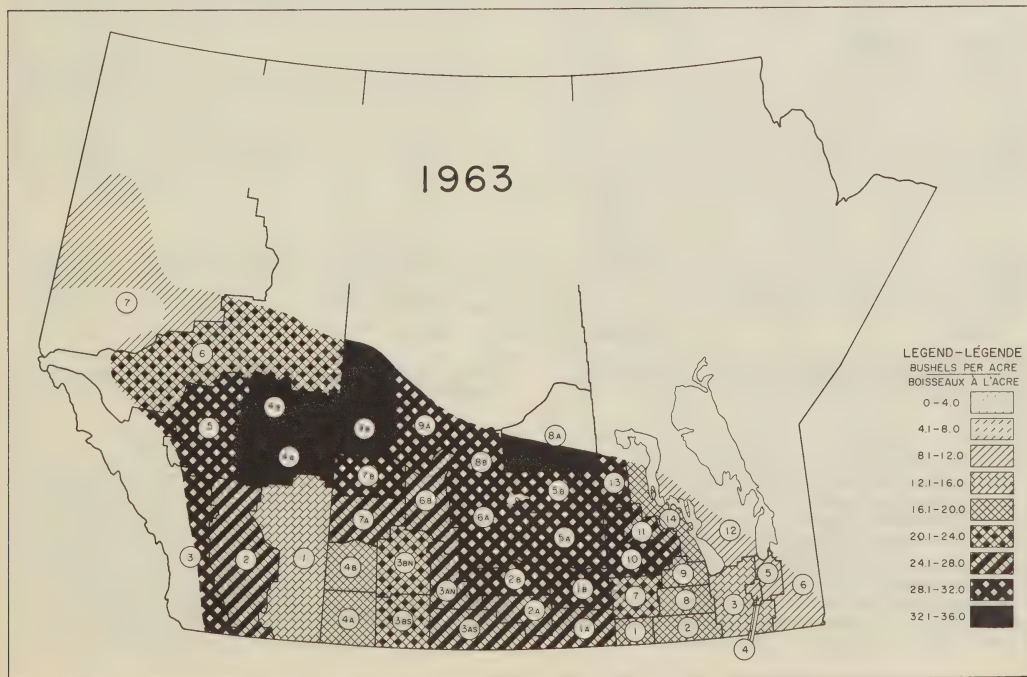 1963
7
6
5
4B
4A
9B
9A
7B
6B
7A
8B
8A
5B
13
6A
5A
11
14
12
10
3
2
1
4B
3BN
3AN
2B
1B
7
9
8
5
6
4A
3BS
3AS
2A
1A
1
2
3
4
LEGEND-LÉGENDE
BUSHELS PER ACRE
BOISSEAUX À L'ACRE
0-4.0
4.1-8.0
8.1-12.0
12.1-16.0
16.1-20.0
20.1-24.0
24.1-28.0
28.1-32.0
32.1-36.0